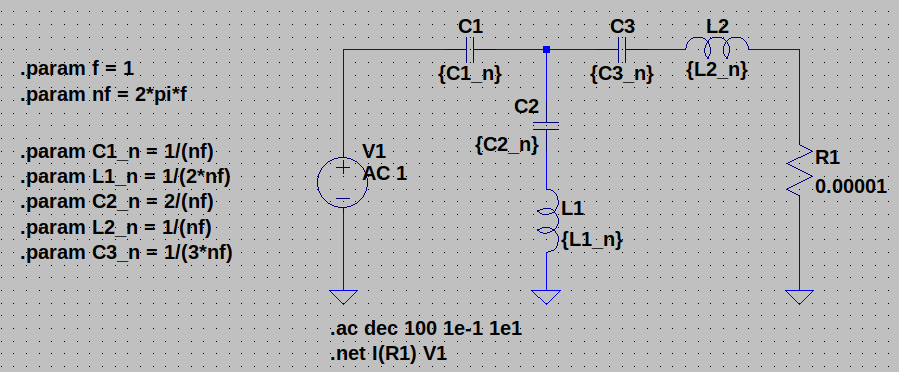 C1
C3
L2
{C1_n}
{C3_n}
{L2_n}
.param f = 1
.param nf = 2*pi*f
C2
{C2_n}
.param C1_n = 1/(nf)
.param L1_n = 1/(2*nf)
.param C2_n = 2/(nf)
.param L2_n = 1/(nf)
.param C3_n = 1/(3*nf)
V1
AC 1
R1
0.00001
L1
{L1_n}
.ac dec 100 1e-1 1e1
.net I(R1) V1